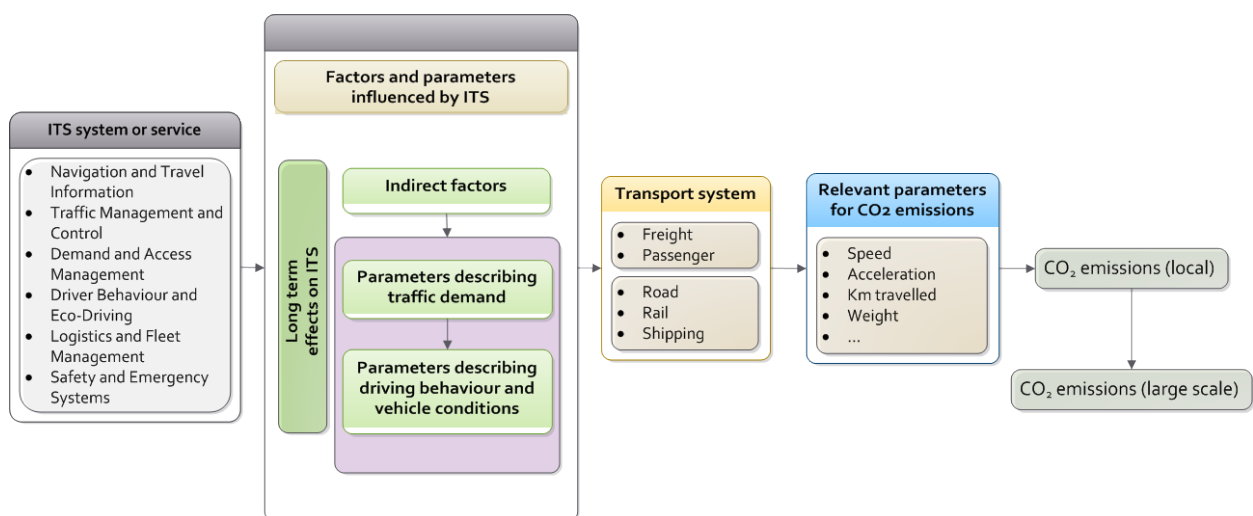 ITS system or service
• Navigation and Travel
Information
• Traffic Management and
Control
• Demand and Access
Management
• Driver Behaviour and
Eco-Driving
• Logistics and Fleet
Management
• Safety and Emergency
Systems
Factors and parameters
influenced by ITS
Long term
effects on ITS
Indirect factors
Parameters describing
traffic demand
Parameters describing
driving behaviour and
vehicle conditions
Transport system
• Freight
• Passenger
• Road
• Rail
• Shipping
Relevant parameters
for CO2 emissions
• Speed
• Acceleration
• Km travelled
• Weight
• ...
CO₂ emissions (local)
CO₂ emissions (large scale)